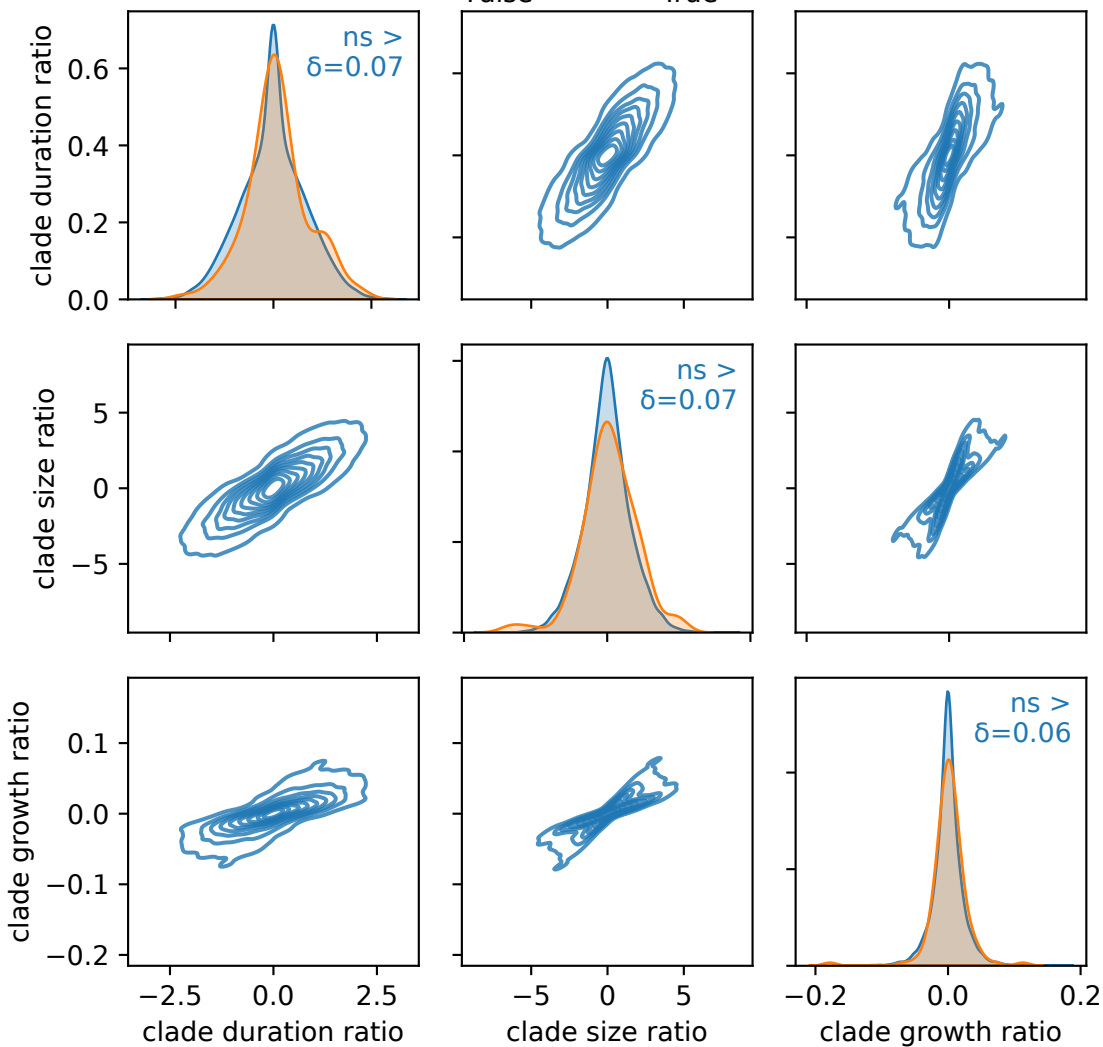 False True
clade duration ratio
0.6
0.4
0.2
0.0
ns >
δ=0.07
−5 0 5
−2.5 0.0 2.5
clade size ratio
5
0
−5
ns >
δ=0.07
clade growth ratio
0.1
0.0
−0.1
−0.2
ns >
δ=0.06
−0.2 0.0 0.2
clade duration ratio
clade size ratio
clade growth ratio